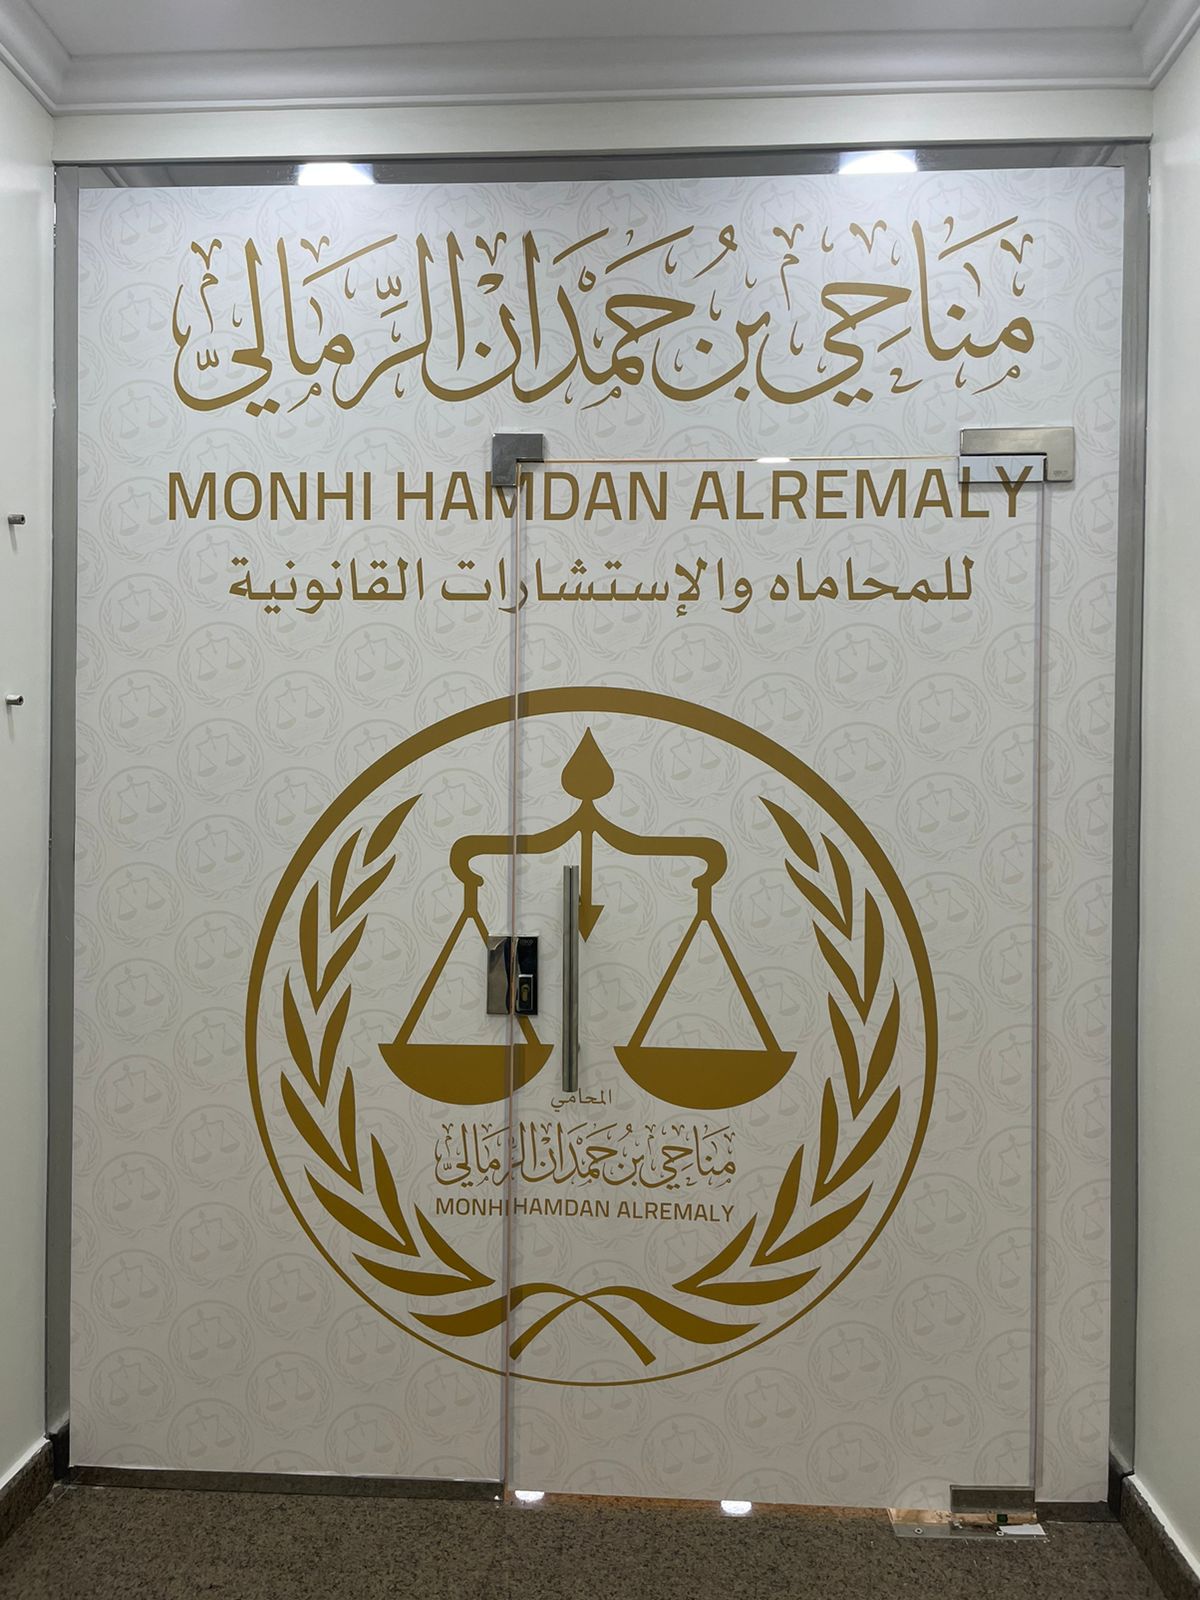 مناحي بن حمدان الرمالي
MONHI HAMDAN ALREMALY
للمحاماه والإستشارات القانونية
المحامي
مناحي بن حمدان الرمالي
MONHI HAMDAN ALREMALY